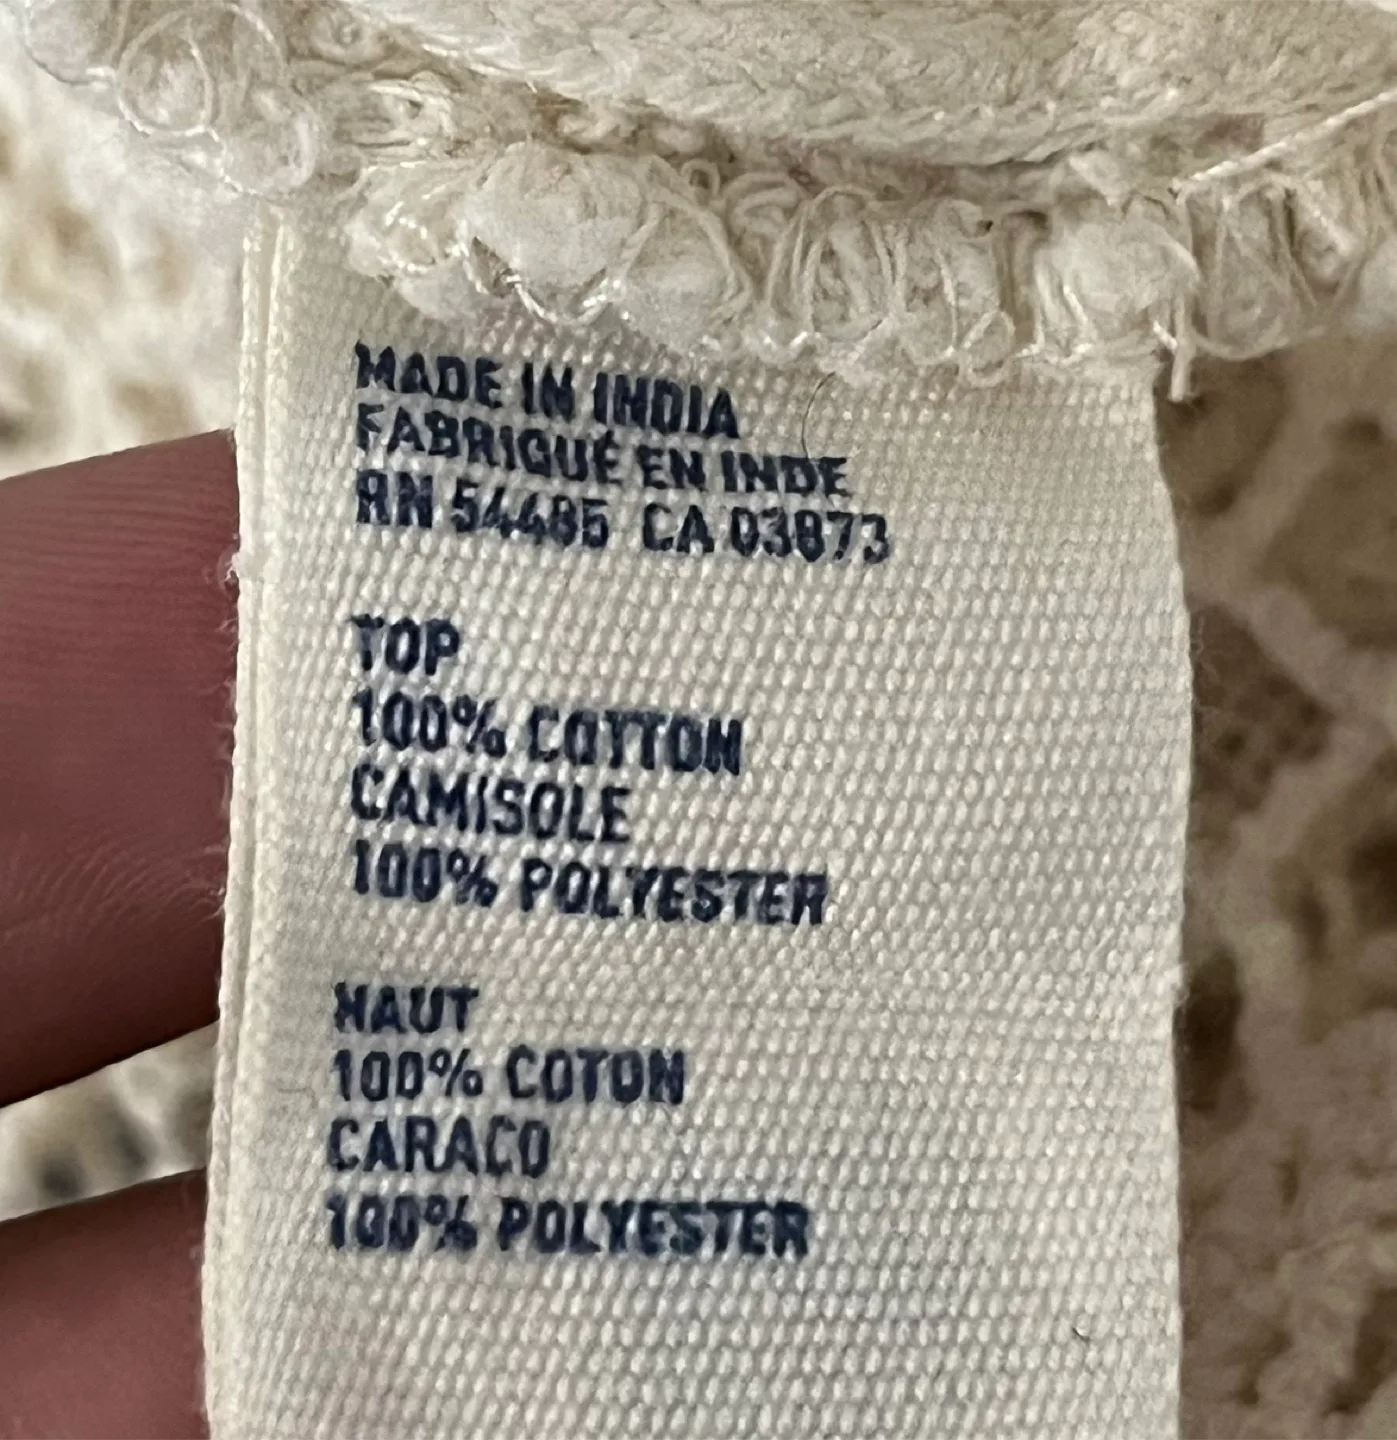 MADE IN INDIA
FABRIQUÉ EN INDE
RN 54485 CA 03873
TOP
100% COTTON
CAMISOLE
100% POLYESTER
HAUT
100% COTON
CARACO
100% POLYESTER